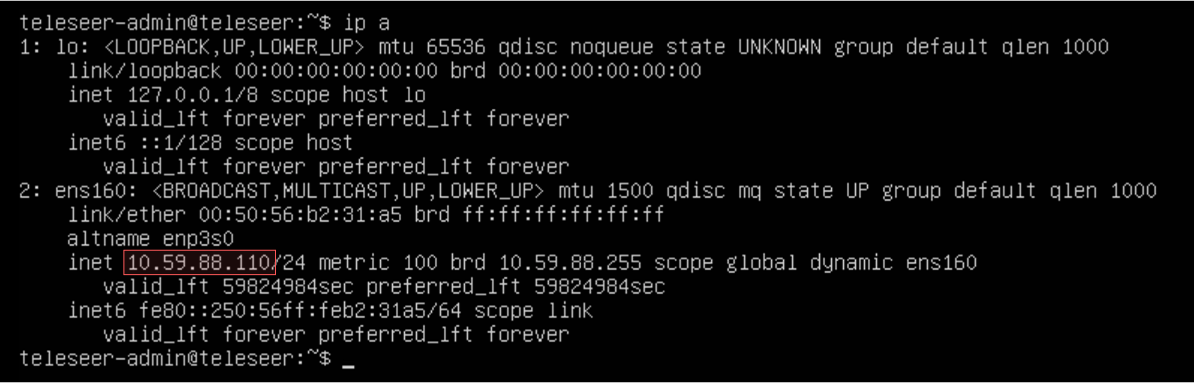 teleseer-admin@teleseer:~$ ip a
1: lo: <LOOPBACK,UP,LOWER_UP> mtu 65536 qdisc noqueue state UNKNOWN group default qlen 1000
    link/loopback 00:00:00:00:00:00 brd 00:00:00:00:00:00
    inet 127.0.0.1/8 scope host lo
       valid_lft forever preferred_lft forever
    inet6 ::1/128 scope host
       valid_lft forever preferred_lft forever
2: ens160: <BROADCAST,MULTICAST,UP,LOWER_UP> mtu 1500 qdisc mq state UP group default qlen 1000
    link/ether 00:50:56:b2:31:a5 brd ff:ff:ff:ff:ff:ff
    altname enp3s0
    inet 10.59.88.110/24 metric 100 brd 10.59.88.255 scope global dynamic ens160
       valid_lft 59824984sec preferred_lft 59824984sec
    inet6 fe80::250:56ff:feb2:31a5/64 scope link
       valid_lft forever preferred_lft forever
teleseer-admin@teleseer:~$ _